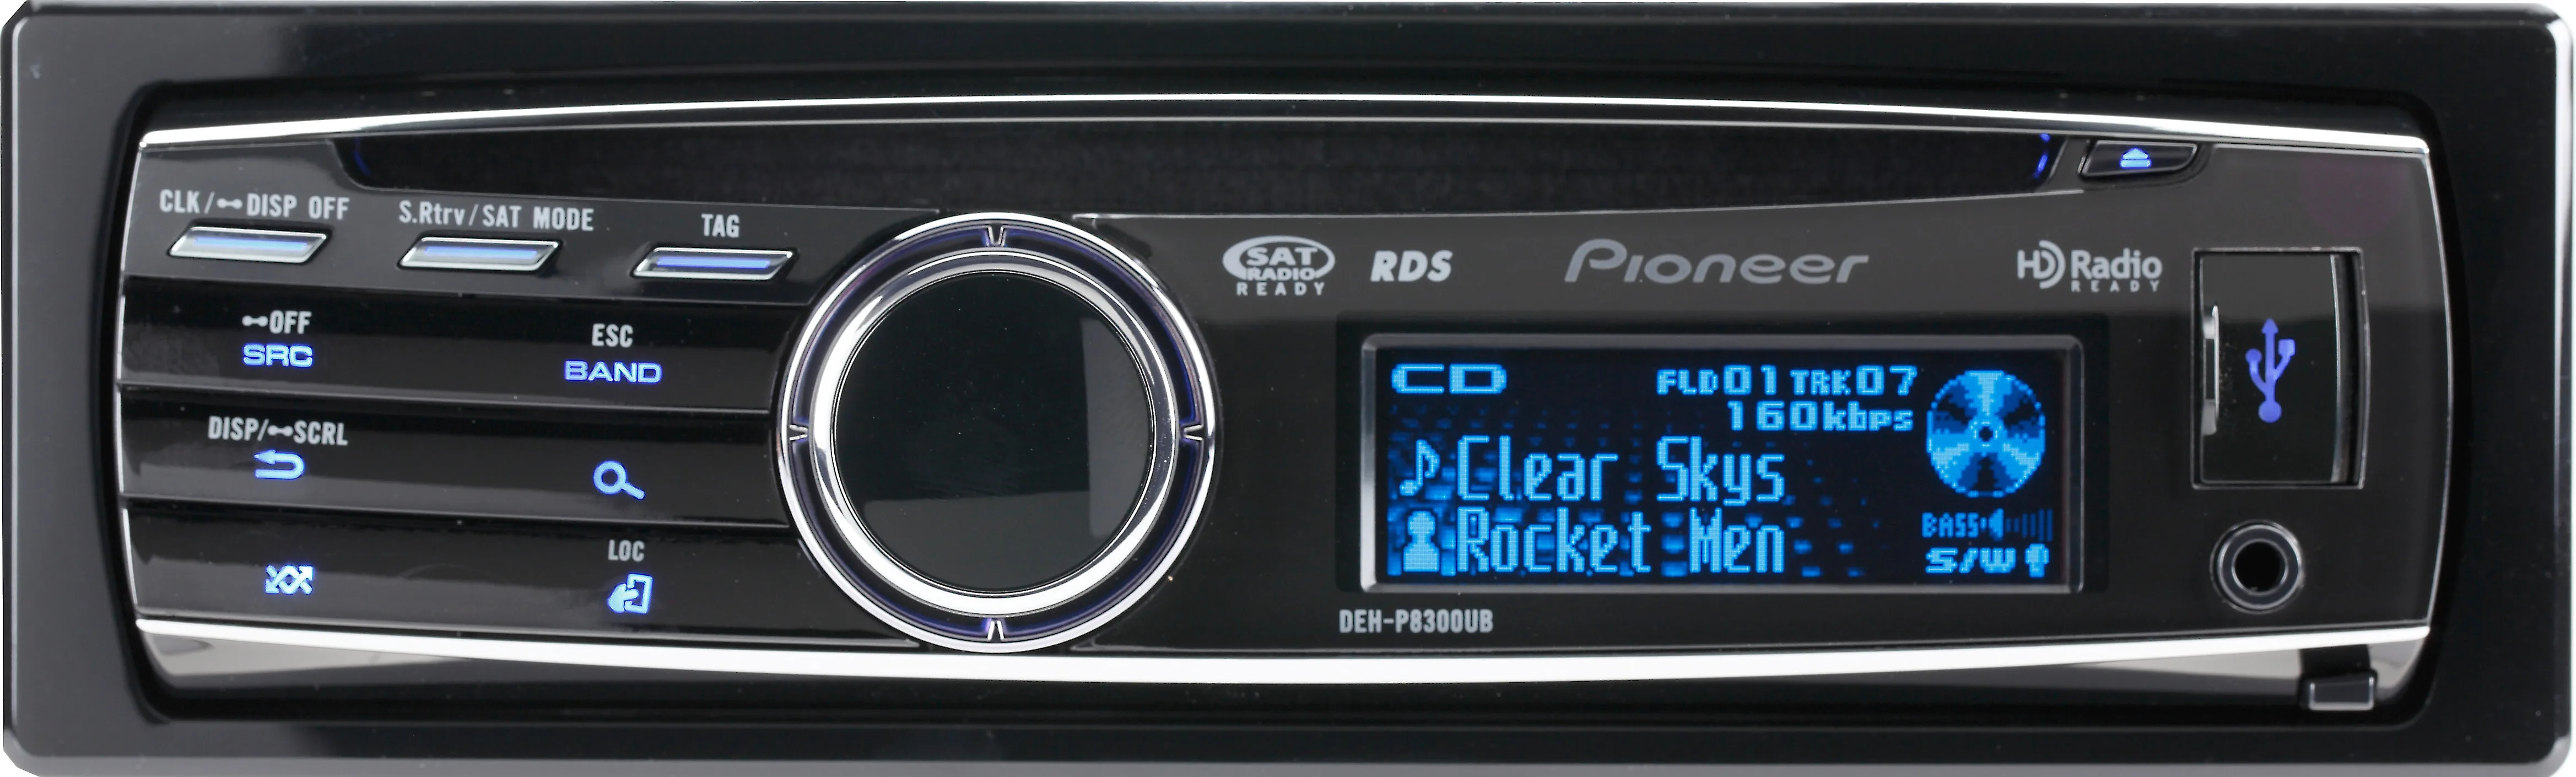 CLK/DISP OFF
S.Rtrv/SAT MODE
TAG
OFF
SRC
ESC
BAND
DISP/SCRL
LOC
SAT
RADIO
READY
RDS
Pioneer
HD Radio
READY
CD
FLD01 TRK07
160kbps
Clear Skys
Rocket Men
BASS
S/W
DEH-P8300UB